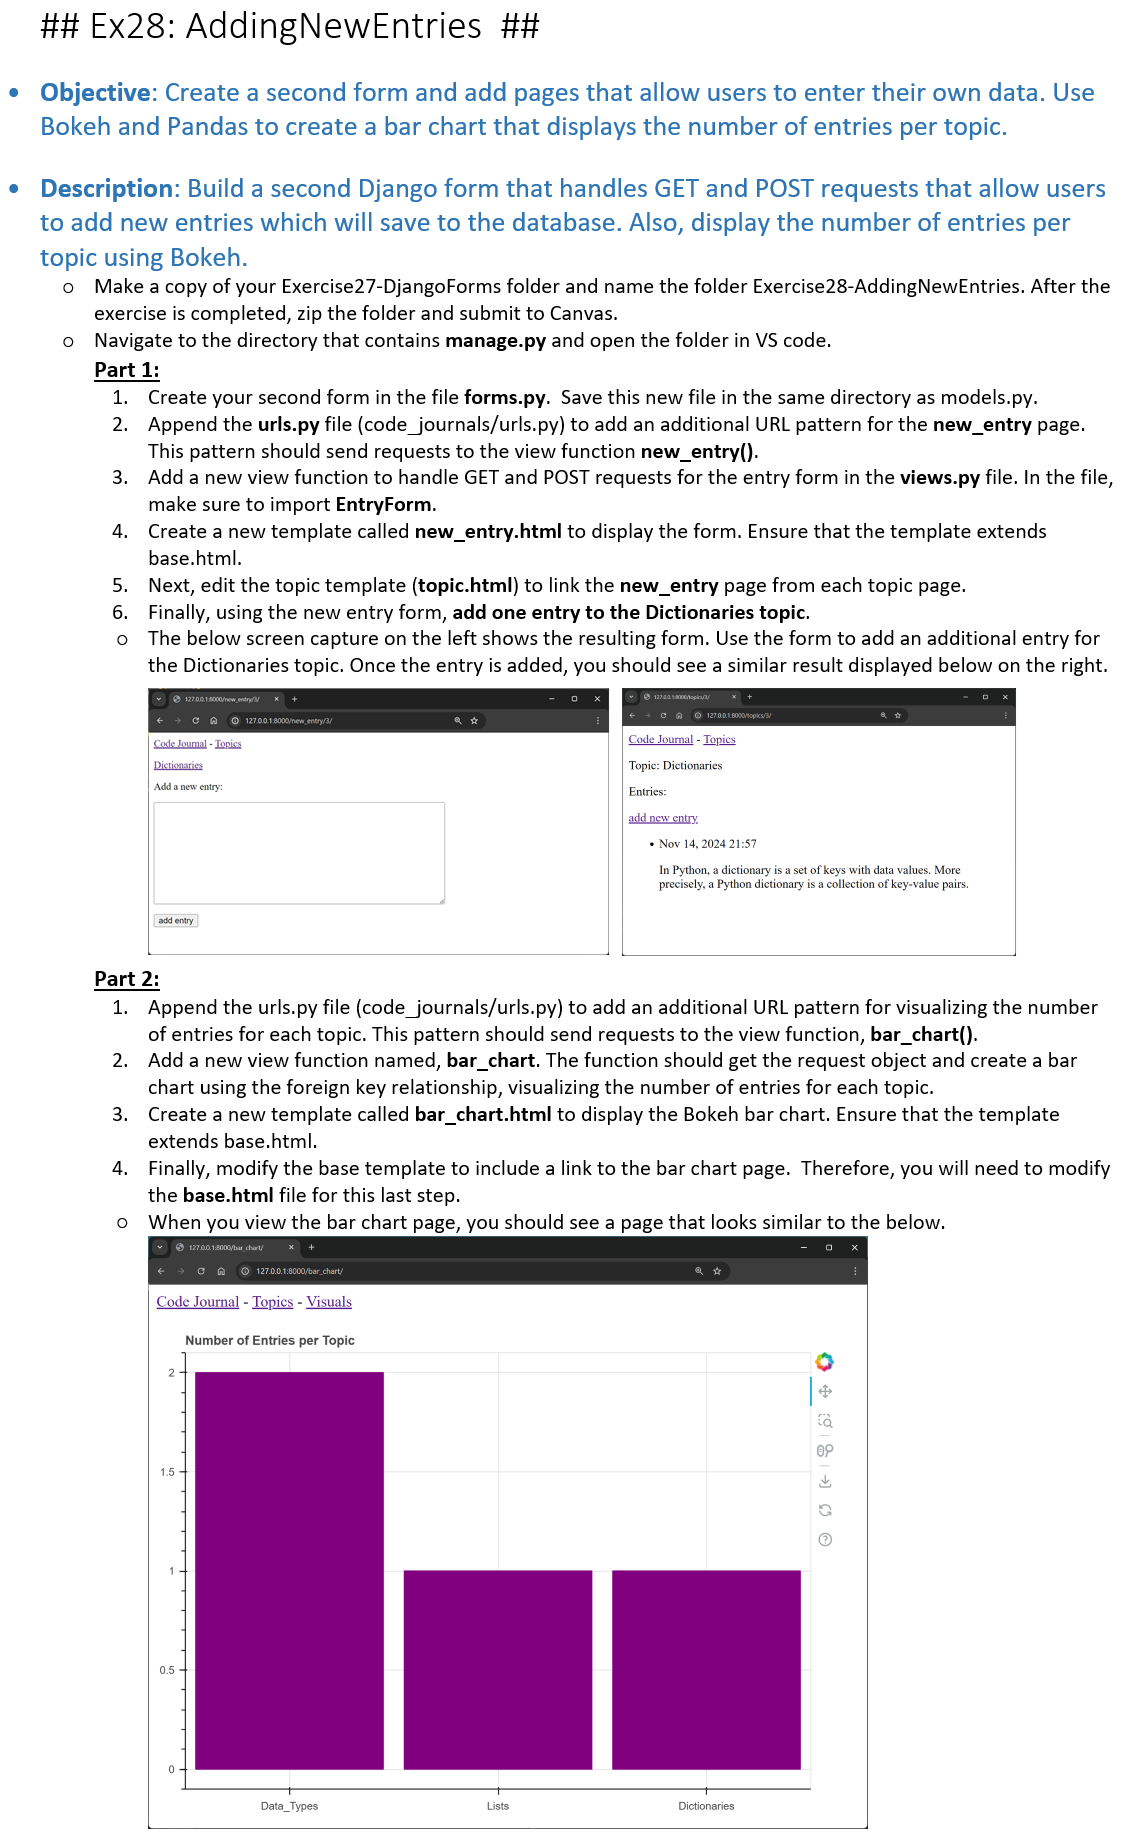 ## Ex28: AddingNewEntries ##
• Objective: Create a second form and add pages that allow users to enter their own data. Use
Bokeh and Pandas to create a bar chart that displays the number of entries per topic.
• Description: Build a second Django form that handles GET and POST requests that allow users
to add new entries which will save to the database. Also, display the number of entries per
topic using Bokeh.
o Make a copy of your Exercise27-DjangoForms folder and name the folder Exercise28-AddingNewEntries. After the
exercise is completed, zip the folder and submit to Canvas.
o Navigate to the directory that contains manage.py and open the folder in VS code.
Part 1:
1. Create your second form in the file forms.py. Save this new file in the same directory as models.py.
2. Append the urls.py file (code_journals/urls.py) to add an additional URL pattern for the new_entry page.
This pattern should send requests to the view function new_entry().
3. Add a new view function to handle GET and POST requests for the entry form in the views.py file. In the file,
make sure to import EntryForm.
4. Create a new template called new_entry.html to display the form. Ensure that the template extends
base.html.
5. Next, edit the topic template (topic.html) to link the new_entry page from each topic page.
6. Finally, using the new entry form, add one entry to the Dictionaries topic.
o The below screen capture on the left shows the resulting form. Use the form to add an additional entry for
the Dictionaries topic. Once the entry is added, you should see a similar result displayed below on the right.
127.0.0.1:8000/new_entry/3/
127.0.0.1:8000/new_entry/3/
Code Journal - Topics
Dictionaries
Add a new entry:
add entry
127.0.0.1:8000/topics/3/
127.0.0.1:8000/topics/3/
Code Journal - Topics
Topic: Dictionaries
Entries:
add new entry
• Nov 14, 2024 21:57
In Python, a dictionary is a set of keys with data values. More
precisely, a Python dictionary is a collection of key-value pairs.
Part 2:
1. Append the urls.py file (code_journals/urls.py) to add an additional URL pattern for visualizing the number
of entries for each topic. This pattern should send requests to the view function, bar_chart().
2. Add a new view function named, bar_chart. The function should get the request object and create a bar
chart using the foreign key relationship, visualizing the number of entries for each topic.
3. Create a new template called bar_chart.html to display the Bokeh bar chart. Ensure that the template
extends base.html.
4. Finally, modify the base template to include a link to the bar chart page. Therefore, you will need to modify
the base.html file for this last step.
o When you view the bar chart page, you should see a page that looks similar to the below.
127.0.0.1:8000/bar_chart/
127.0.0.1:8000/bar_chart/
Code Journal - Topics - Visuals
Number of Entries per Topic
2
1.5
1
0.5
0
Data_Types
Lists
Dictionaries